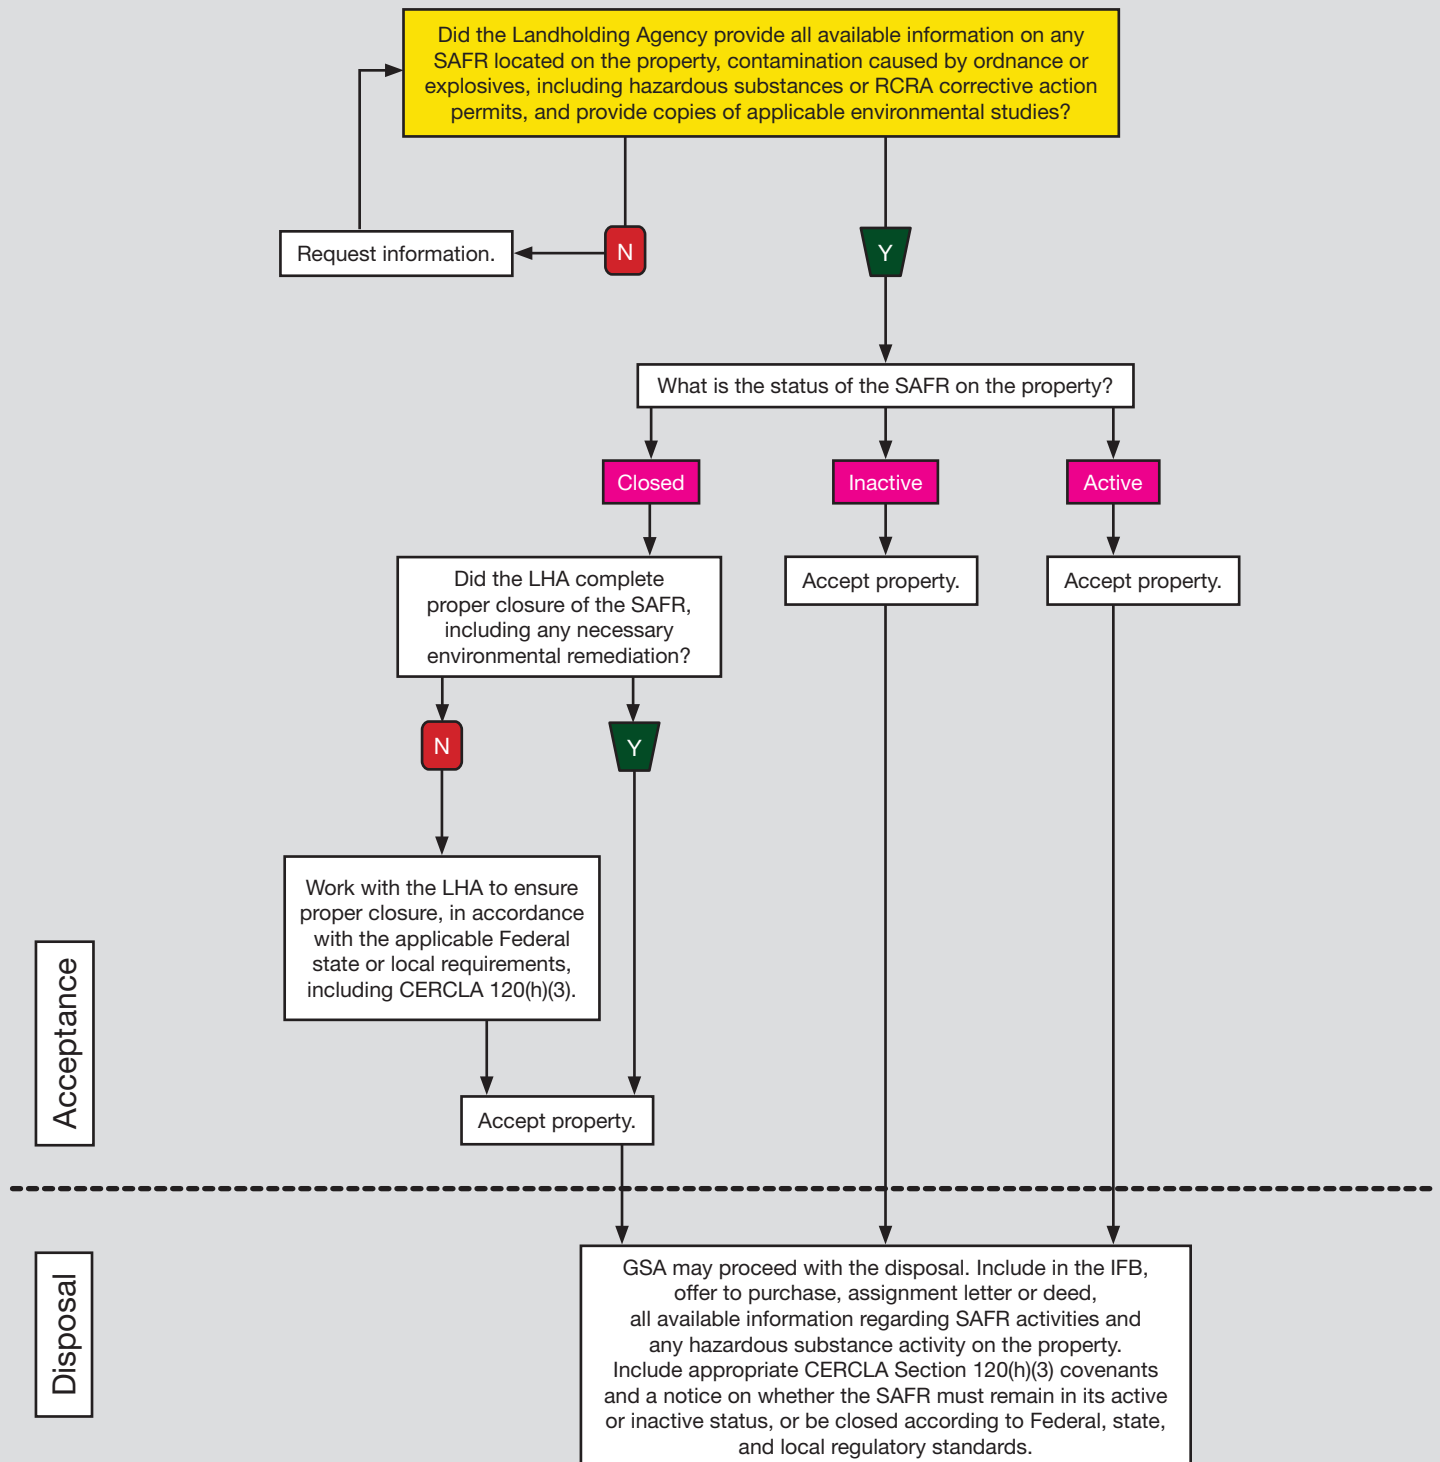 Did the Landholding Agency provide all available information on any
SAFR located on the property, contamination caused by ordnance or
explosives, including hazardous substances or RCRA corrective action
permits, and provide copies of applicable environmental studies?
Request information.
N
Y
What is the status of the SAFR on the property?
Closed
Inactive
Active
Did the LHA complete
proper closure of the SAFR,
including any necessary
environmental remediation?
Accept property.
Accept property.
N
Y
Work with the LHA to ensure
proper closure, in accordance
with the applicable Federal
state or local requirements,
including CERCLA 120(h)(3).
Acceptance
Accept property.
Disposal
GSA may proceed with the disposal. Include in the IFB,
offer to purchase, assignment letter or deed,
all available information regarding SAFR activities and
any hazardous substance activity on the property.
Include appropriate CERCLA Section 120(h)(3) covenants
and a notice on whether the SAFR must remain in its active
or inactive status, or be closed according to Federal, state,
and local regulatory standards.